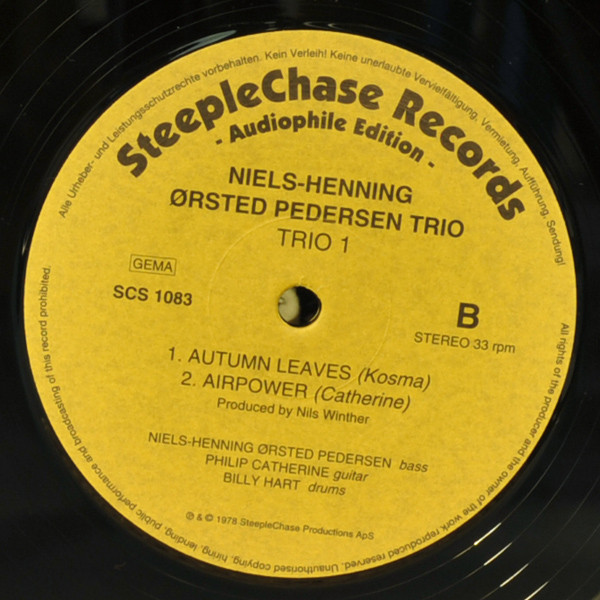 Alle Urheber- und Leistungsschutzrechte vorbehalten. Kein Verleih! Keine unerlaubte Vervielfältigung, Vermietung, Aufführung, Sendung!
SteepleChase Records
- Audiophile Edition -
NIELS-HENNING
ØRSTED PEDERSEN TRIO
TRIO 1
GEMA
SCS 1083
B
STEREO 33 rpm
1. AUTUMN LEAVES (Kosma)
2. AIRPOWER (Catherine)
Produced by Nils Winther
NIELS-HENNING ØRSTED PEDERSEN bass
PHILIP CATHERINE guitar
BILLY HART drums
℗ & © 1978 SteepleChase Productions ApS
All rights of the producer and the owner of the work reproduced reserved. Unauthorised copying, hiring, lending, public performance and broadcasting of this record prohibited.